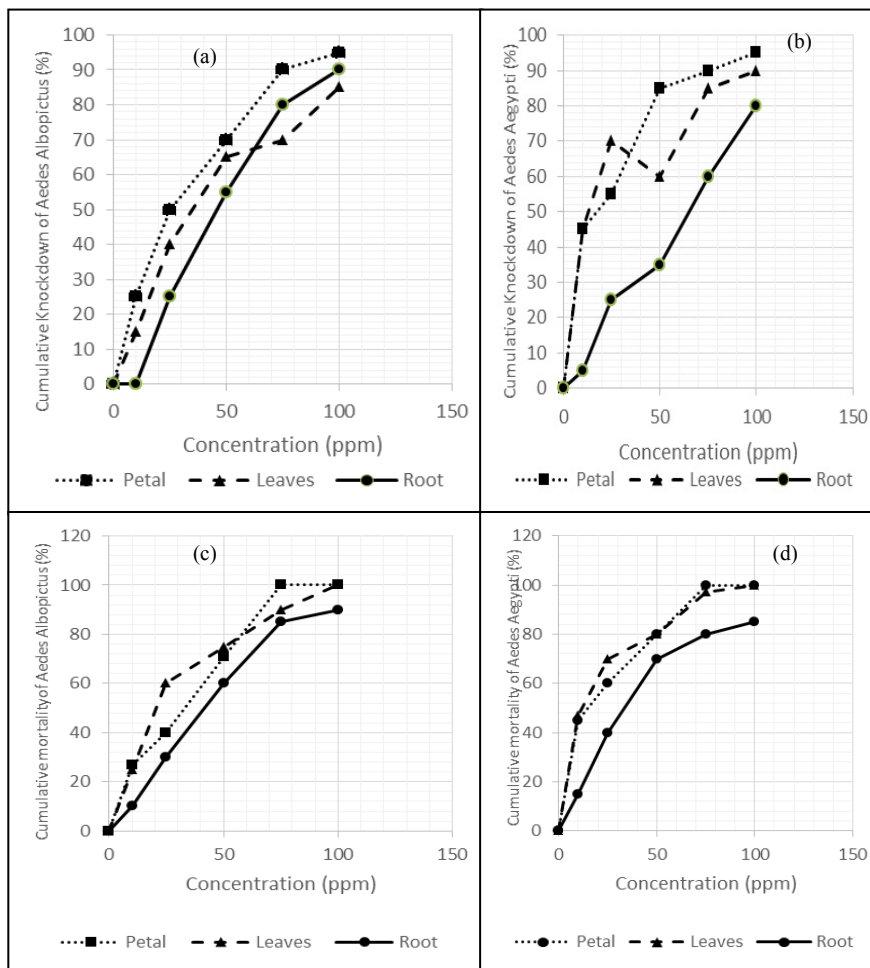 (a)
Cumulative Knockdown of Aedes Albopictus (%)
100
90
80
70
60
50
40
30
20
10
0
0 50 100 150
Concentration (ppm)
Petal Leaves Root
(b)
Cumulative Knockdown of Aedes Aegypti (%)
100
90
80
70
60
50
40
30
20
10
0
0 50 100 150
Concentration (ppm)
Petal Leaves Root
(c)
Cumulative mortality of Aedes Albopictus (%)
120
100
80
60
40
20
0
0 50 100 150
Concentration (ppm)
Petal Leaves Root
(d)
Cumulative mortality of Aedes Aegypti (%)
120
100
80
60
40
20
0
0 50 100 150
Concentration (ppm)
Petal Leaves Root